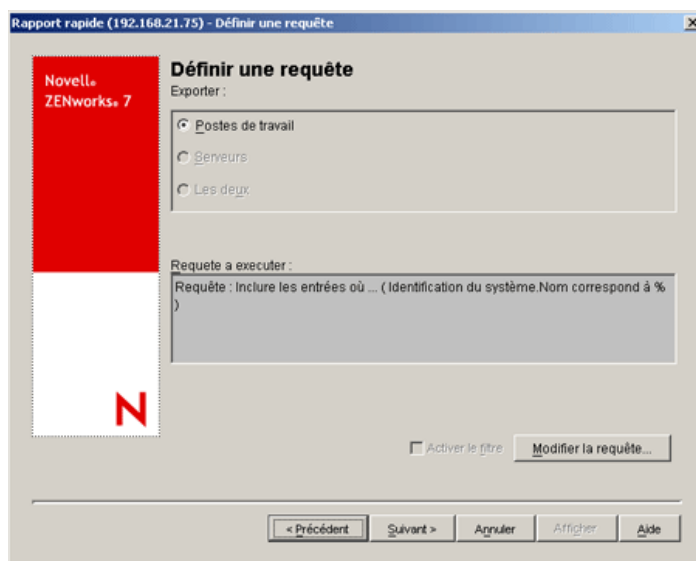 Rapport rapide (192.168.21.75) - Définir une requête
Novell®
ZENworks® 7
Définir une requête
Exporter :
Postes de travail
Serveurs
Les deux
Requete a executer :
Requête : Inclure les entrées où ... ( Identification du système.Nom correspond à %
)
N
Activer le filtre
Modifier la requête...
< Précédent
Suivant >
Annuler
Afficher
Aide